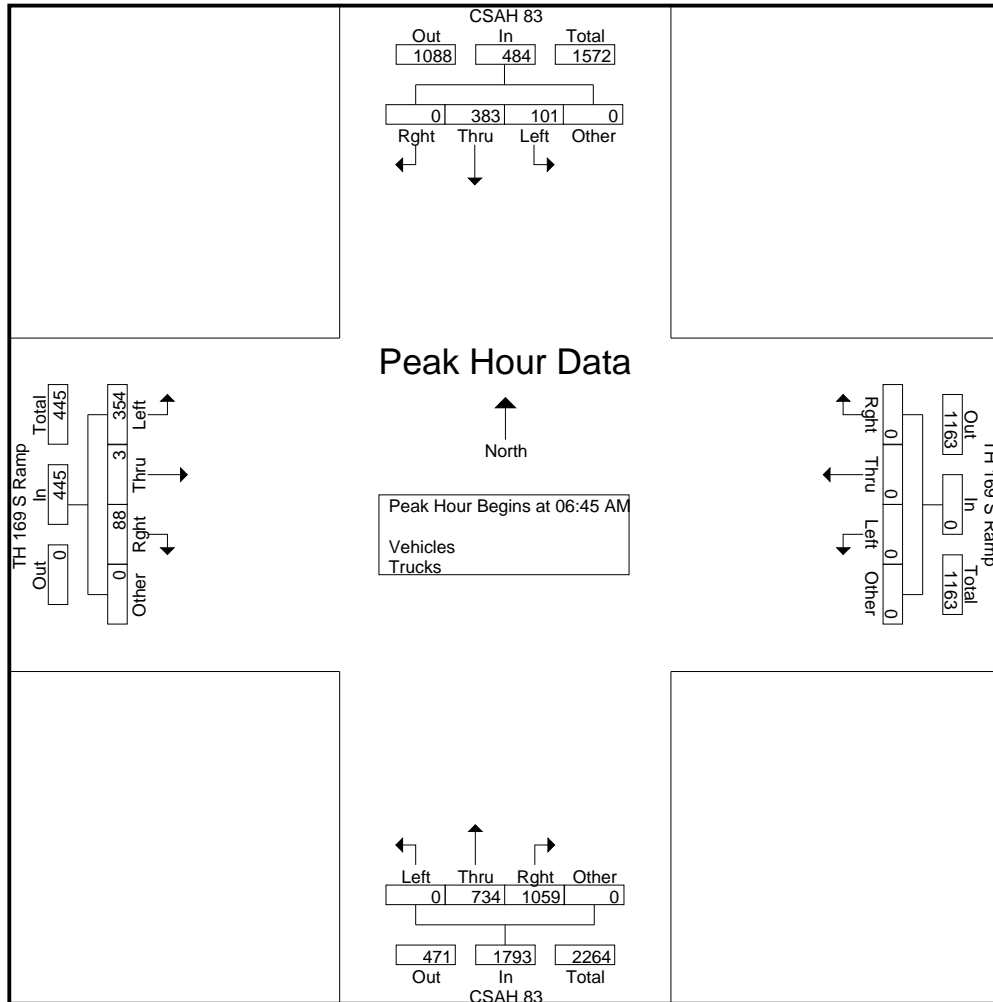 CSAH 83
Out In Total
1088 484 1572
0 383 101 0
Rght Thru Left Other
Peak Hour Data
North
Peak Hour Begins at 06:45 AM
Vehicles
Trucks
TH 169 S Ramp
Total In Out
445 445 0
354 3 88 0
Left Thru Rght Other
Rght Thru Left Other
0 0 0 0
Out In Total
1163 0 1163
TH 169 S Ramp
Left Thru Rght Other
0 734 1059 0
471 1793 2264
Out In Total
CSAH 83